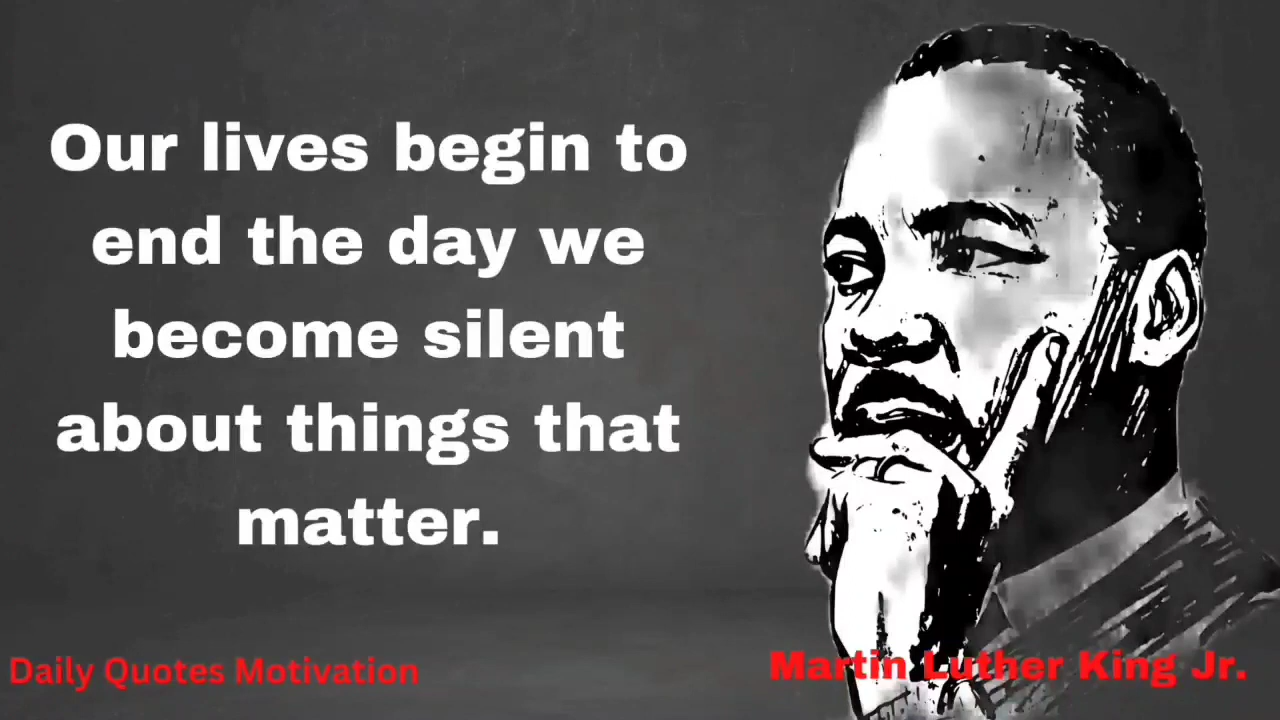 Our lives begin to
end the day we
become silent
about things that
matter.
Daily Quotes Motivation
Martin Luther King Jr.